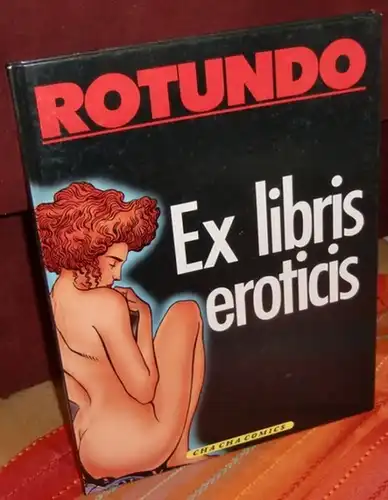 ROTUNDO
Ex libris
eroticis
CHA CHA COMICS